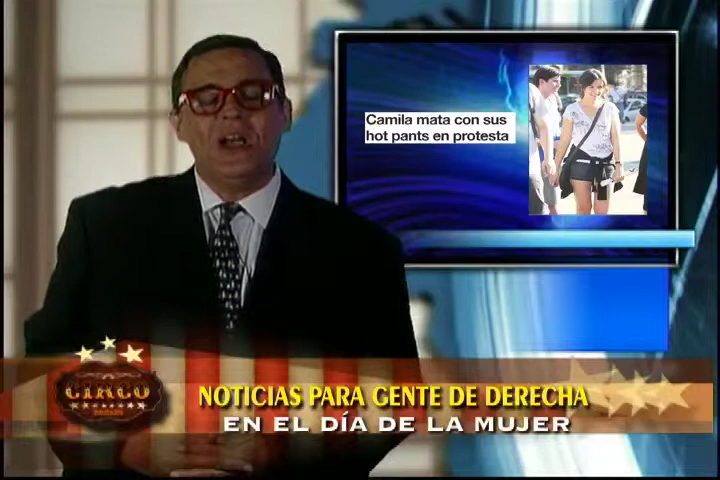 Camila mata con sus
hot pants en protesta
CIRCO
NOTICIAS PARA GENTE DE DERECHA
EN EL DÍA DE LA MUJER